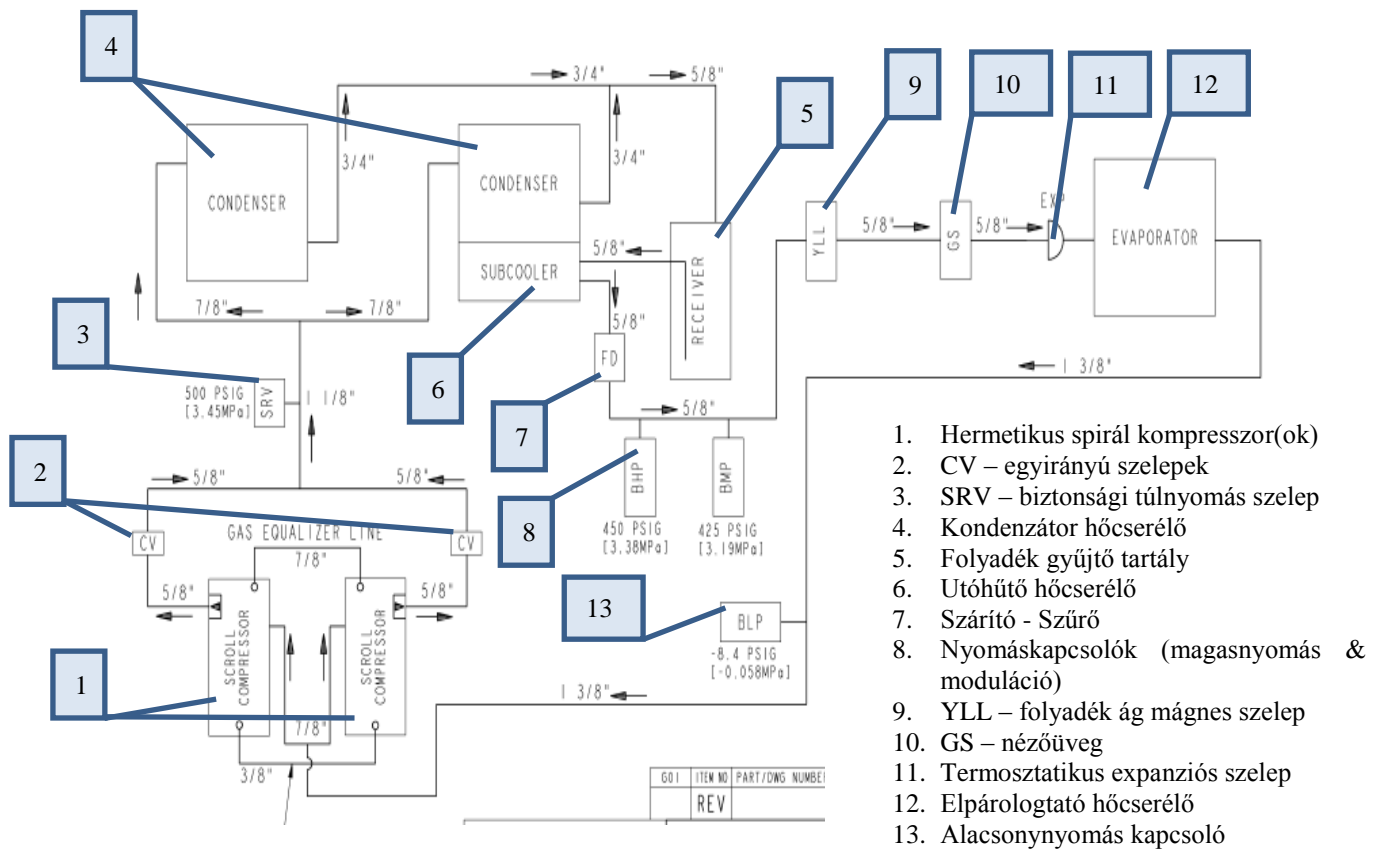 4
3/4"
5/8"
9
10
11
12
5
3/4"
3/4"
CONDENSER
CONDENSER
EXP
5/8"
5/8"
YLL
GS
EVAPORATOR
5/8"
SUBCOOLER
RECEIVER
7/8"
7/8"
5/8"
3
6
FD
1 3/8"
500 PSIG
[3.45MPa]
SRV
1 1/8"
5/8"
7
2
5/8"
5/8"
BHP
BMP
8
CV
GAS EQUALIZER LINE
CV
450 PSIG
[3.38MPa]
425 PSIG
[3.19MPa]
7/8"
5/8"
5/8"
13
BLP
SCROLL
COMPRESSOR
SCROLL
COMPRESSOR
-8.4 PSIG
[-0.058MPa]
1
1 3/8"
7/8"
3/8"
G01 ITEM NO PART/DWG NUMBER
REV
1. Hermetikus spirál kompresszor(ok)
2. CV – egyirányú szelepek
3. SRV – biztonsági túlnyomás szelep
4. Kondenzátor hőcserélő
5. Folyadék gyűjtő tartály
6. Utóhűtő hőcserélő
7. Szárító - Szűrő
8. Nyomáskapcsolók (magasnyomás &
moduláció)
9. YLL – folyadék ág mágnes szelep
10. GS – nézőüveg
11. Termosztatikus expanziós szelep
12. Elpárologtató hőcserélő
13. Alacsonynyomás kapcsoló